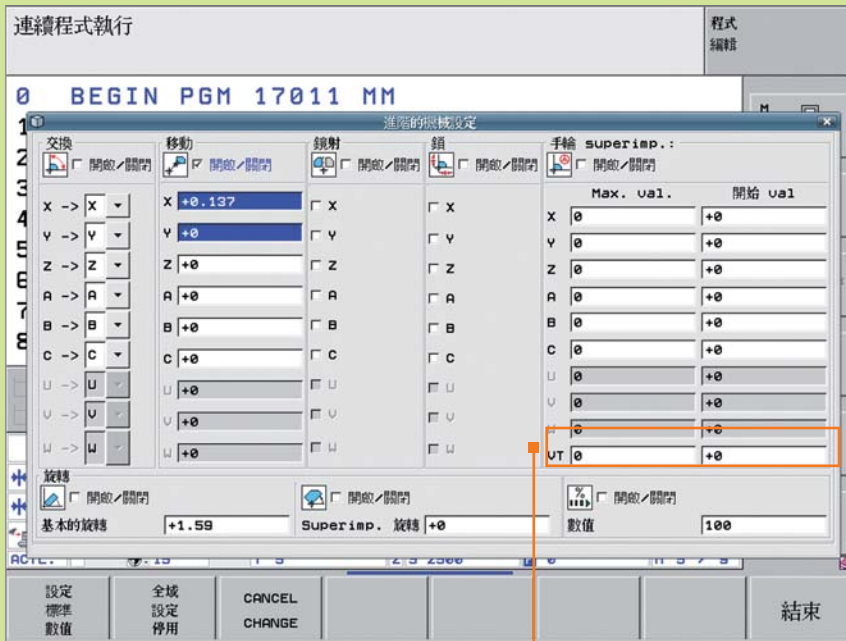 連續程式執行
程式
編輯
0 BEGIN PGM 17011 MM
進階的機械設定
交換 移動 鏡射 鎖 手輪 superimp.:
開啟/關閉 開啟/關閉 開啟/關閉 開啟/關閉 開啟/關閉
Max. val. 開始 val
X -> X X +0.137 X X X 0 +0
Y -> Y Y +0 Y Y Y 0 +0
Z -> Z Z +0 Z Z Z 0 +0
A -> A A +0 A A A 0 +0
B -> B B +0 B B B 0 +0
C -> C C +0 C C C 0 +0
U -> U U +0 U U U 0 +0
V -> V V +0 V V V 0 +0
W -> W W +0 W W W 0 +0
VT 0 +0
旋轉
開啟/關閉 開啟/關閉 開啟/關閉
基本的旋轉 +1.59 Superimp. 旋轉 +0 數值 100
設定
標準
數值
全域
設定
停用
CANCEL
CHANGE
結束